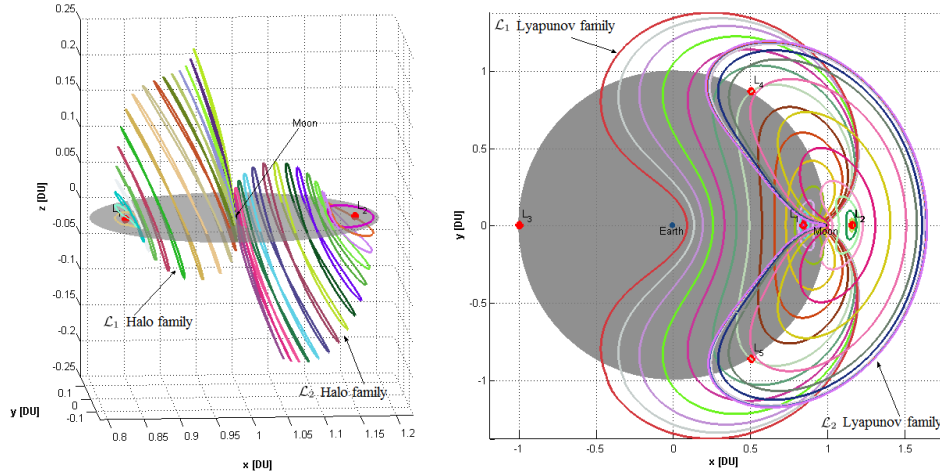 0.25
0.2
0.15
0.1
0.05
0
-0.05
-0.1
-0.15
-0.2
-0.25
z [DU]
Moon
L₁
L₂
ℒ₁ Halo family
ℒ₂ Halo family
0.1
0
-0.1
y [DU]
0.8 0.85 0.9 0.95 1 1.05 1.1 1.15 1.2
x [DU]
ℒ₁ Lyapunov family
1
0.5
0
-0.5
-1
y [DU]
L₄
L₃
Earth
L₁
Moon
L₂
L₅
ℒ₂ Lyapunov family
-1 -0.5 0 0.5 1 1.5
x [DU]